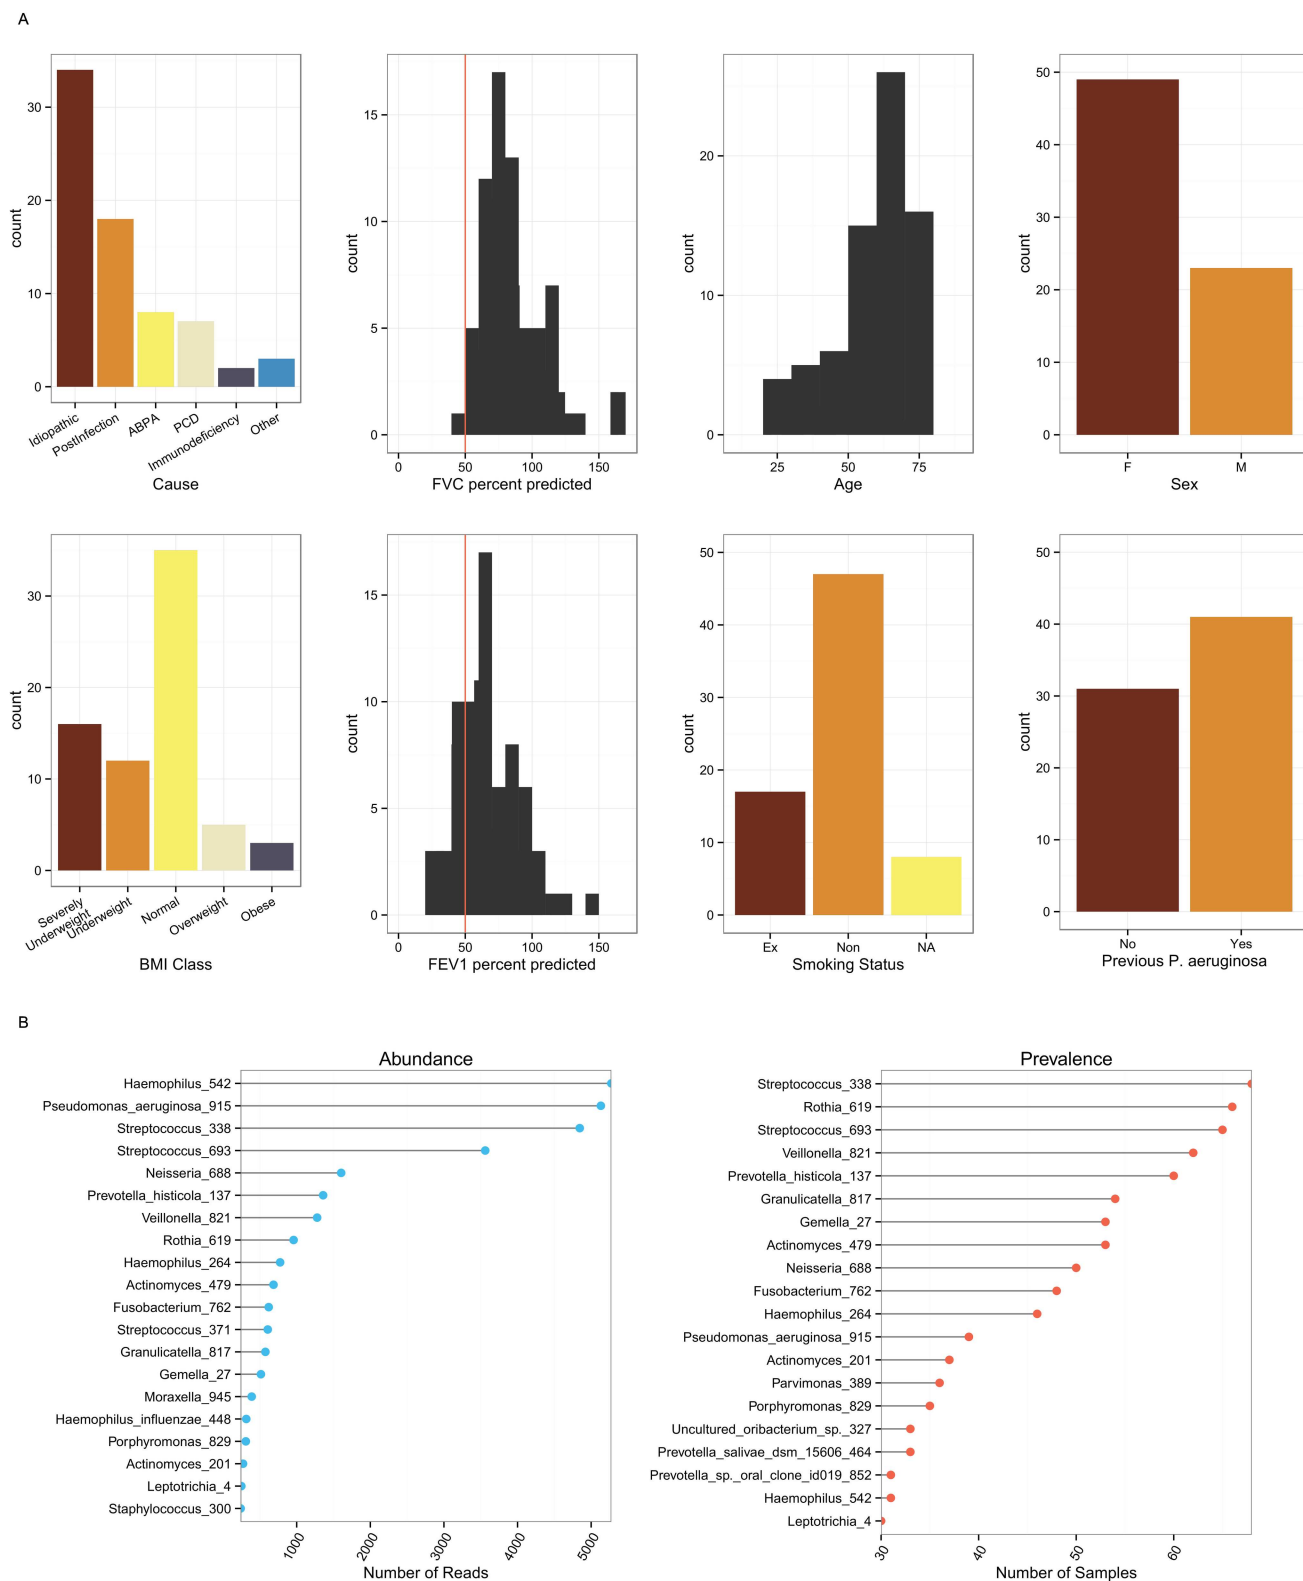 A
count
30
20
10
0
Idiopathic
PostInfection
ABPA
PCD
Immunodeficiency
Other
Cause
count
15
10
5
0
0 50 100 150
FVC percent predicted
count
20
10
0
25 50 75
Age
count
50
40
30
20
10
0
F M
Sex
count
30
20
10
0
Severely
Underweight
Underweight
Normal
Overweight
Obese
BMI Class
count
15
10
5
0
0 50 100 150
FEV1 percent predicted
count
50
40
30
20
10
0
Ex Non NA
Smoking Status
count
50
40
30
20
10
0
No Yes
Previous P. aeruginosa
B
Abundance
Haemophilus_542
Pseudomonas_aeruginosa_915
Streptococcus_338
Streptococcus_693
Neisseria_688
Prevotella_histicola_137
Veillonella_821
Rothia_619
Haemophilus_264
Actinomyces_479
Fusobacterium_762
Streptococcus_371
Granulicatella_817
Gemella_27
Moraxella_945
Haemophilus_influenzae_448
Porphyromonas_829
Actinomyces_201
Leptotrichia_4
Staphylococcus_300
1000 2000 3000 4000 5000
Number of Reads
Prevalence
Streptococcus_338
Rothia_619
Streptococcus_693
Veillonella_821
Prevotella_histicola_137
Granulicatella_817
Gemella_27
Actinomyces_479
Neisseria_688
Fusobacterium_762
Haemophilus_264
Pseudomonas_aeruginosa_915
Actinomyces_201
Parvimonas_389
Porphyromonas_829
Uncultured_oribacterium_sp._327
Prevotella_salivae_dsm_15606_464
Prevotella_sp._oral_clone_id019_852
Haemophilus_542
Leptotrichia_4
30 40 50 60
Number of Samples